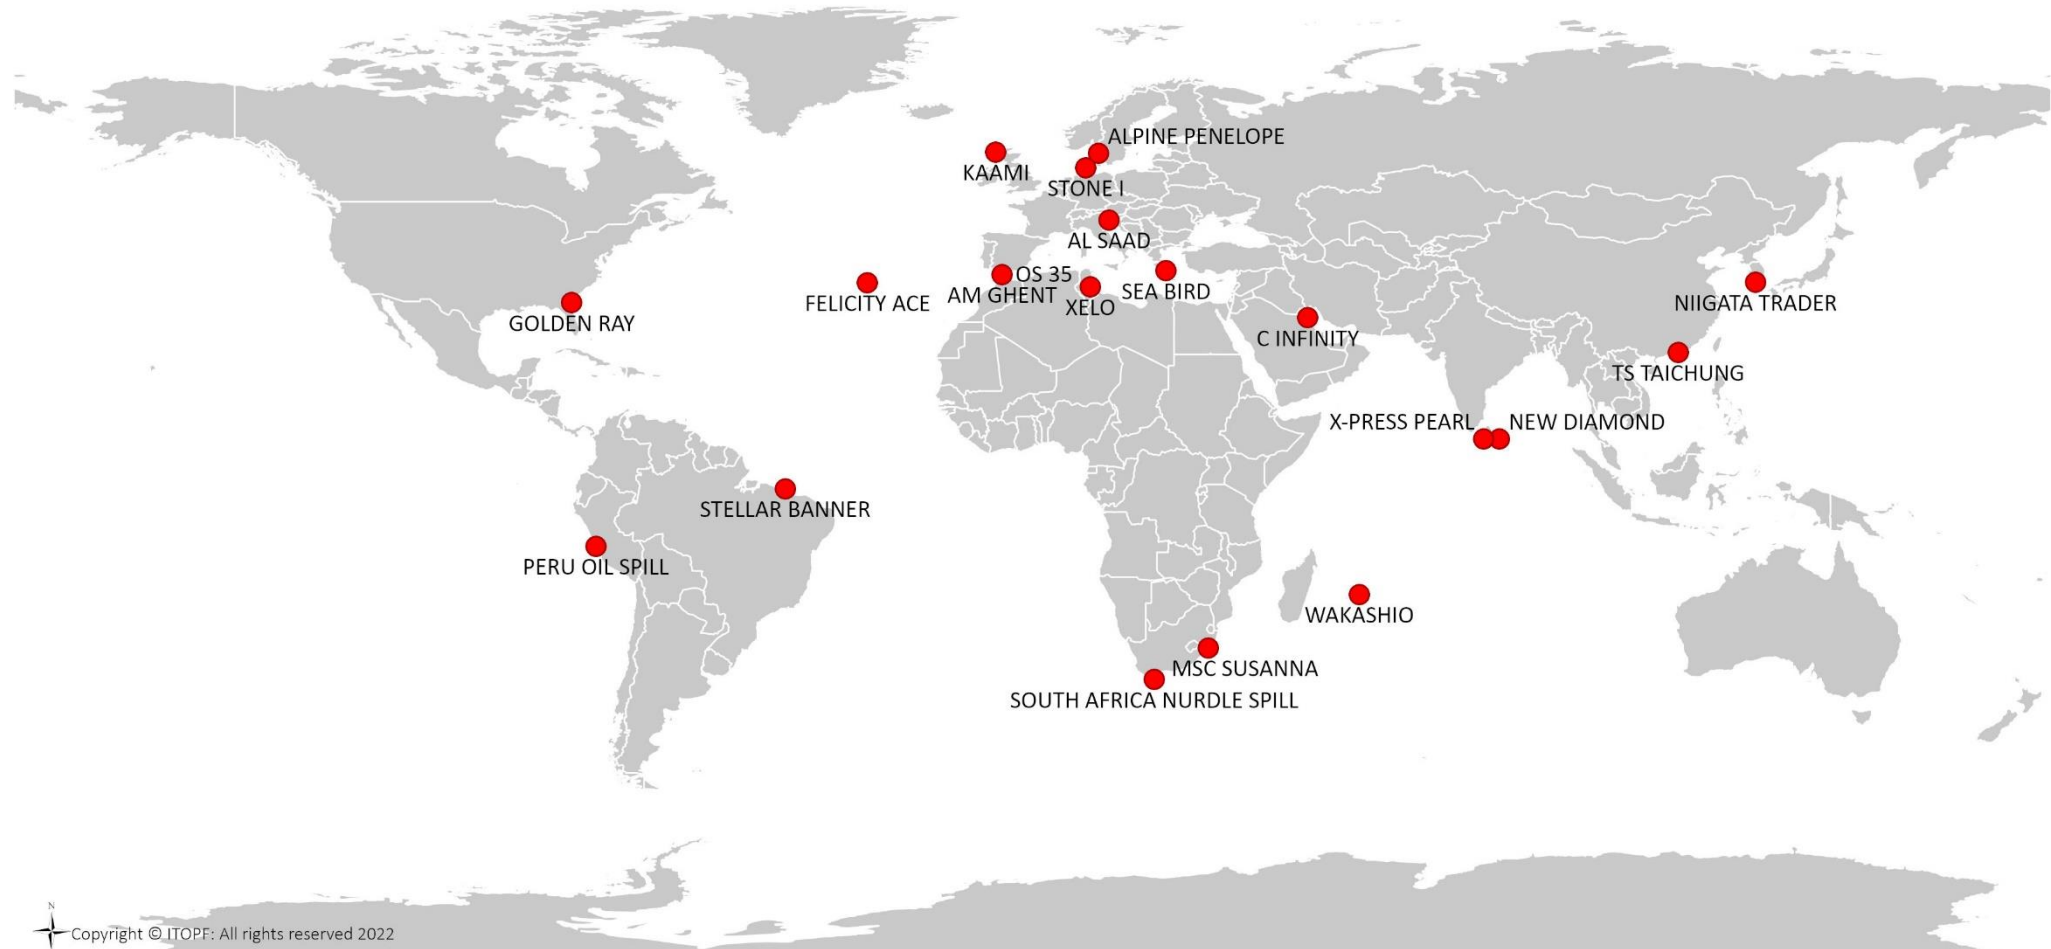 ALPINE PENELOPE
KAAMI
STONE I
AL SAAD
OS 35
AM GHENT
FELICITY ACE
XELO
SEA BIRD
NIIGATA TRADER
GOLDEN RAY
C INFINITY
TS TAICHUNG
X-PRESS PEARL
NEW DIAMOND
STELLAR BANNER
PERU OIL SPILL
WAKASHIO
MSC SUSANNA
SOUTH AFRICA NURDLE SPILL
N
Copyright © ITOPF: All rights reserved 2022